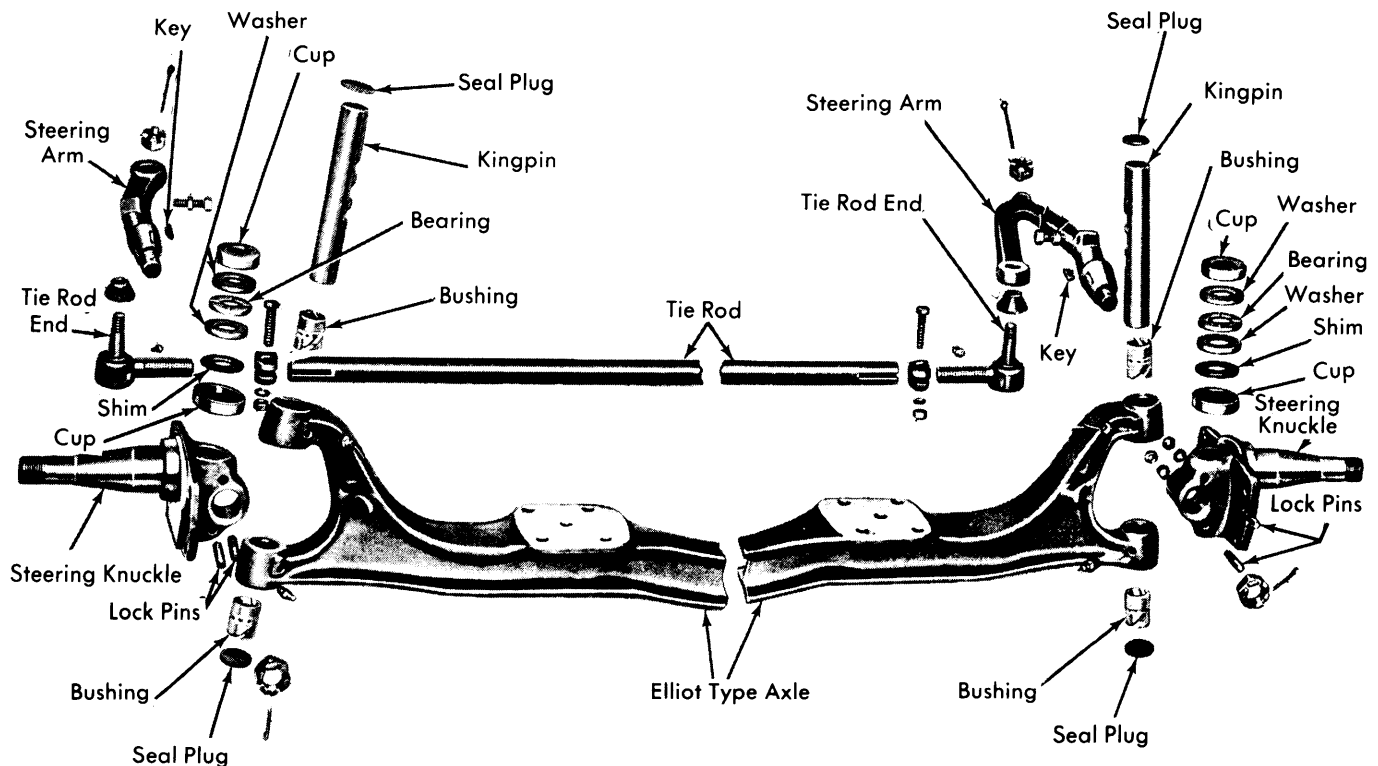 Key
Washer
Cup
Seal Plug
Steering
Arm
Kingpin
Bearing
Bushing
Tie Rod
End
Shim
Cup
Steering Knuckle
Lock Pins
Bushing
Seal Plug
Tie Rod
Elliot Type Axle
Seal Plug
Steering Arm
Kingpin
Bushing
Tie Rod End
Washer
Cup
Bearing
Washer
Shim
Key
Cup
Steering
Knuckle
Lock Pins
Bushing
Seal Plug